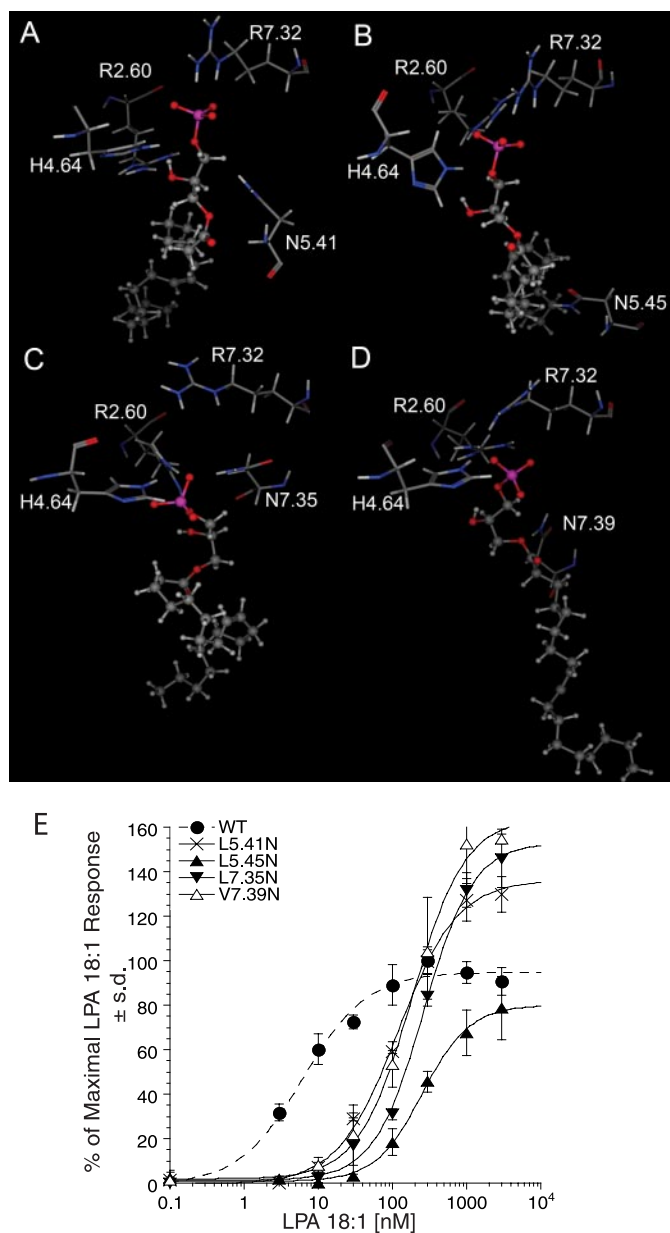 A
R7.32
R2.60
H4.64
N5.41
B
R7.32
R2.60
H4.64
N5.45
C
R7.32
R2.60
H4.64
N7.35
D
R7.32
R2.60
H4.64
N7.39
E
WT
L5.41N
L5.45N
L7.35N
V7.39N
% of Maximal LPA 18:1 Response
± s.d.
160
140
120
100
80
60
40
20
0
0.1 1 10 100 1000 10⁴
LPA 18:1 [nM]